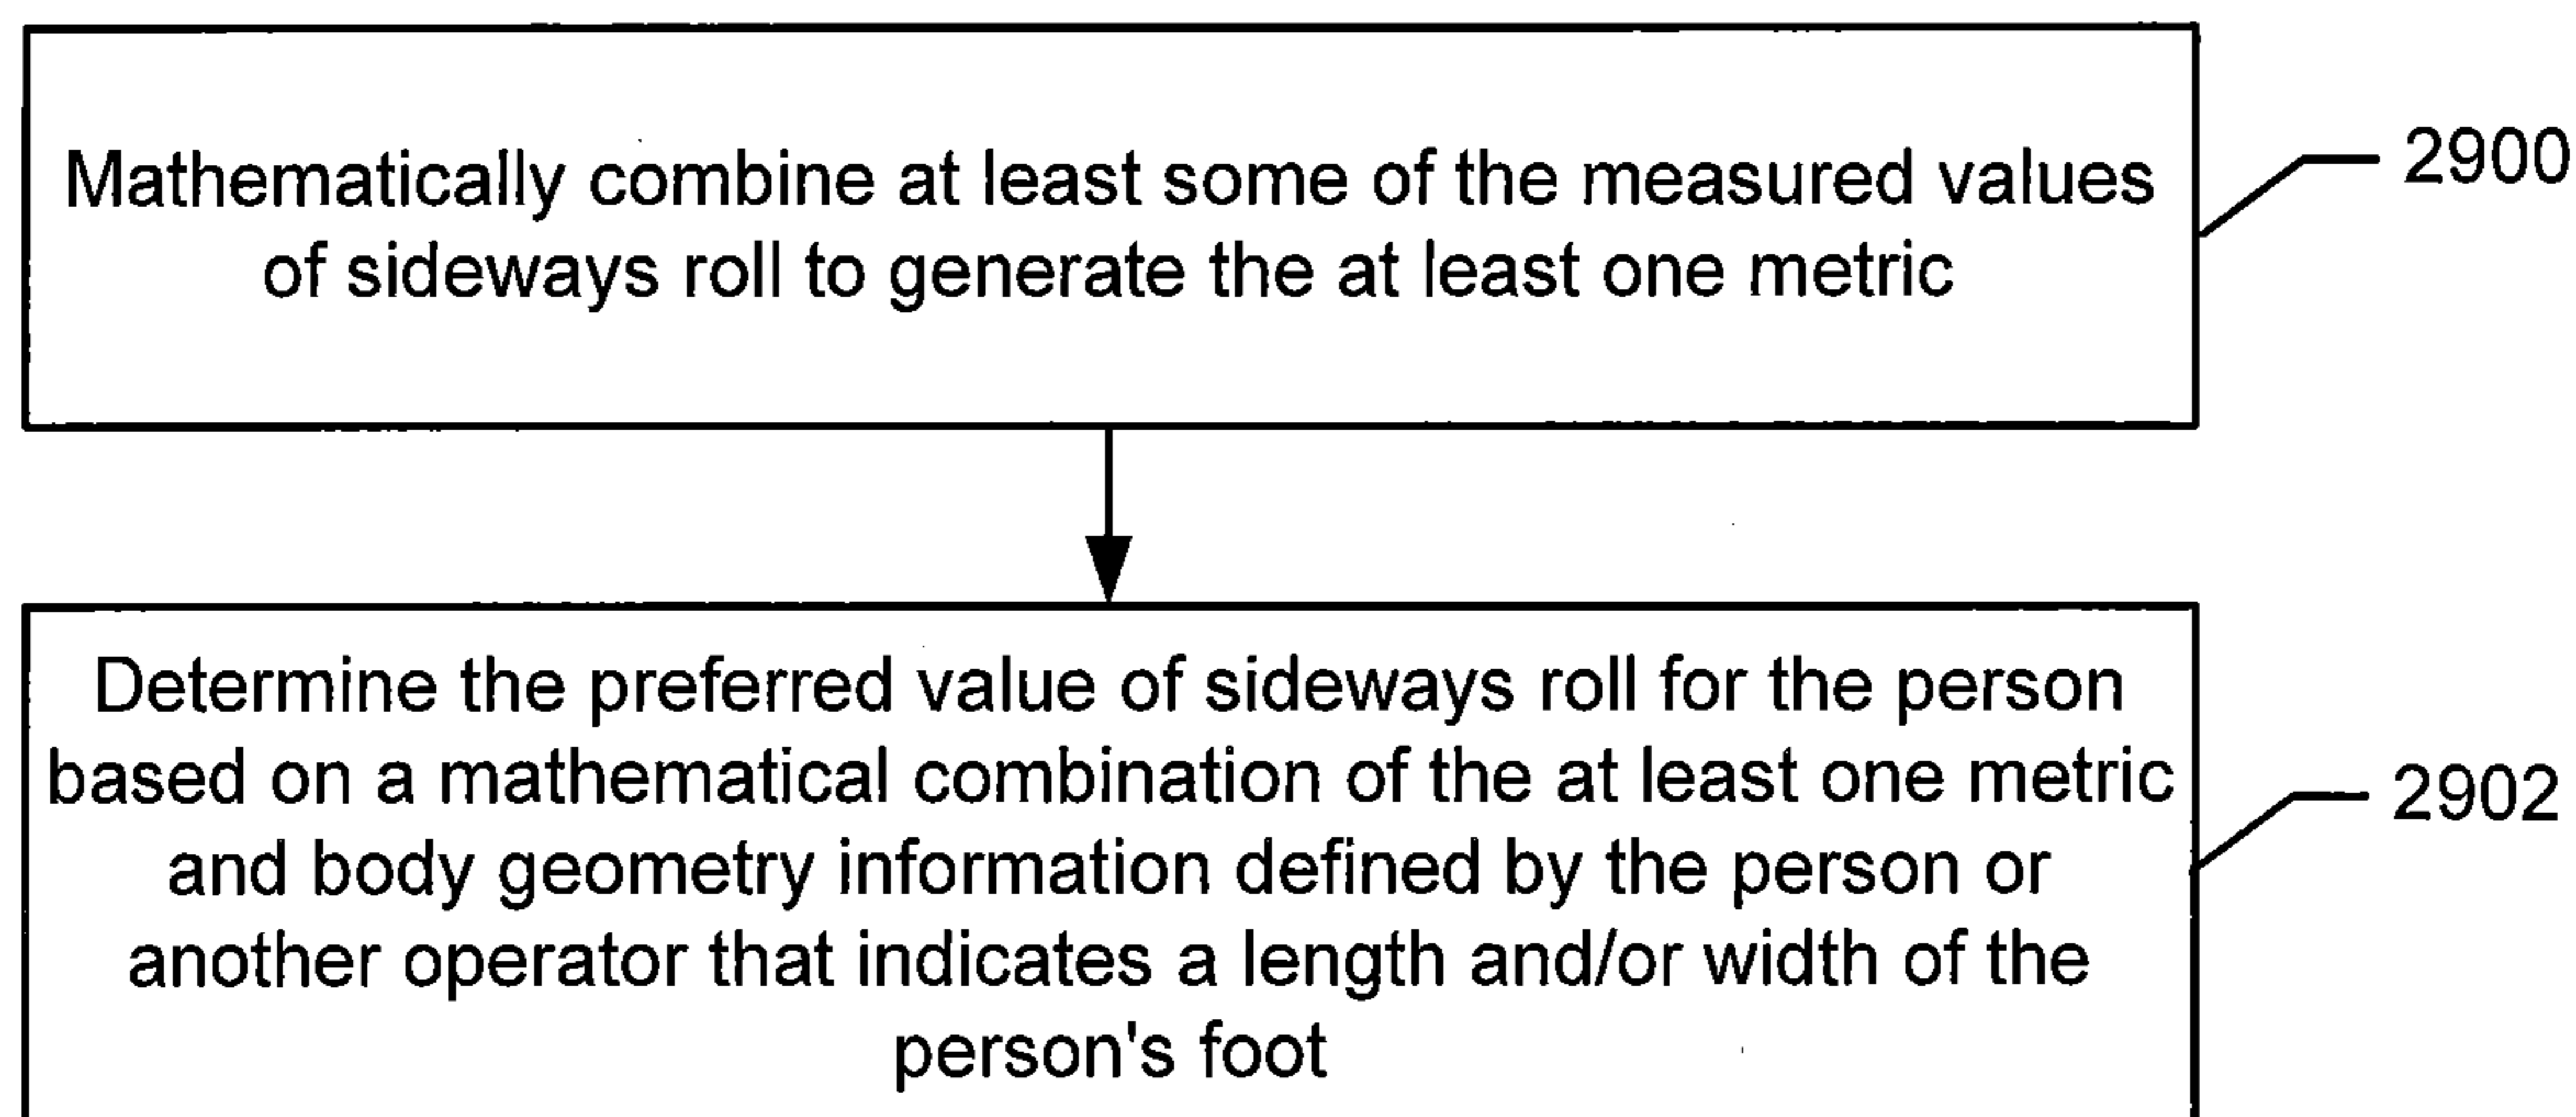 Mathematically combine at least some of the measured values
of sideways roll to generate the at least one metric
2900
Determine the preferred value of sideways roll for the person
based on a mathematical combination of the at least one metric
and body geometry information defined by the person or
another operator that indicates a length and/or width of the
person's foot
2902